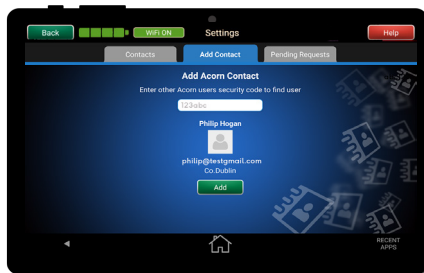 Back
WiFi ON
Settings
Help
Contacts
Add Contact
Pending Requests
Add Acorn Contact
Enter other Acorn users security code to find user
123abc
Philip Hogan
philip@testgmail.com
Co.Dublin
Add
RECENT
APPS